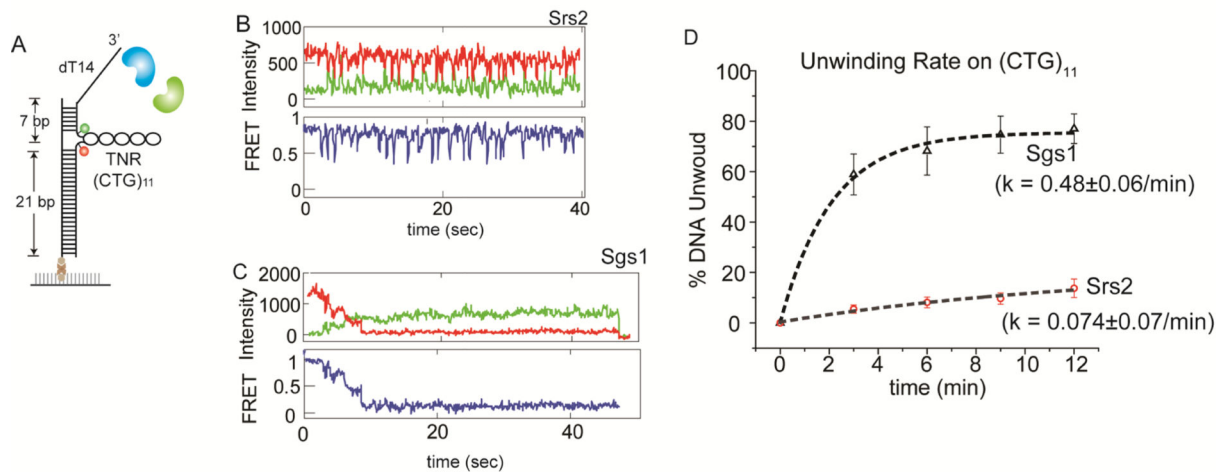 A
3'
dT14
7 bp
TNR
(CTG)11
21 bp
B
Srs2
1000
500
0
Intensity
1
0.5
0
FRET
0 20 40
time (sec)
C
Sgs1
2000
1000
0
Intensity
1
0.5
0
FRET
0 20 40
time (sec)
D
Unwinding Rate on (CTG)11
100
80
60
40
20
0
% DNA Unwoud
Sgs1
(k = 0.48±0.06/min)
Srs2
(k = 0.074±0.07/min)
0 2 4 6 8 10 12
time (min)